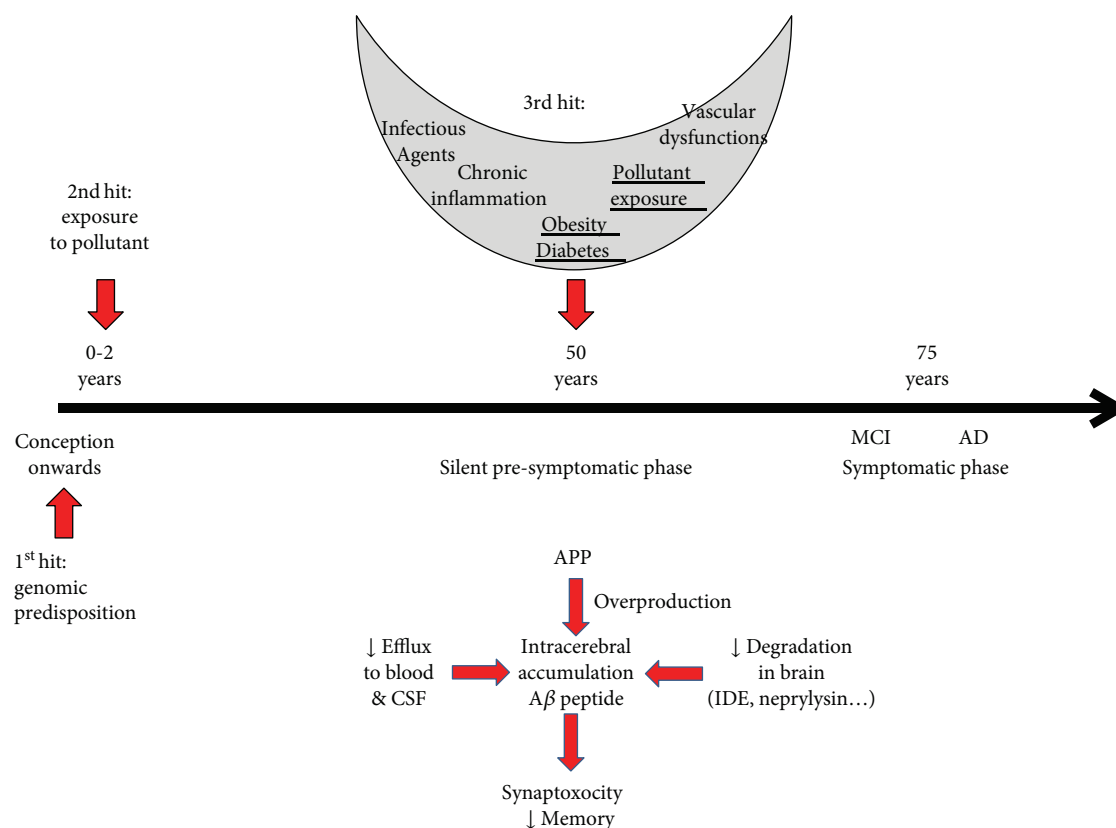 3rd hit:
Infectious
Agents
Chronic
inflammation
Vascular
dysfunctions
Pollutant
exposure
Obesity
Diabetes
2nd hit:
exposure
to pollutant
0-2
years
50
years
75
years
Conception
onwards
Silent pre-symptomatic phase
MCI AD
Symptomatic phase
1st hit:
genomic
predisposition
APP
Overproduction
↓ Efflux
to blood
& CSF
Intracerebral
accumulation
Aβ peptide
↓ Degradation
in brain
(IDE, neprylysin...)
Synaptoxocity
↓ Memory